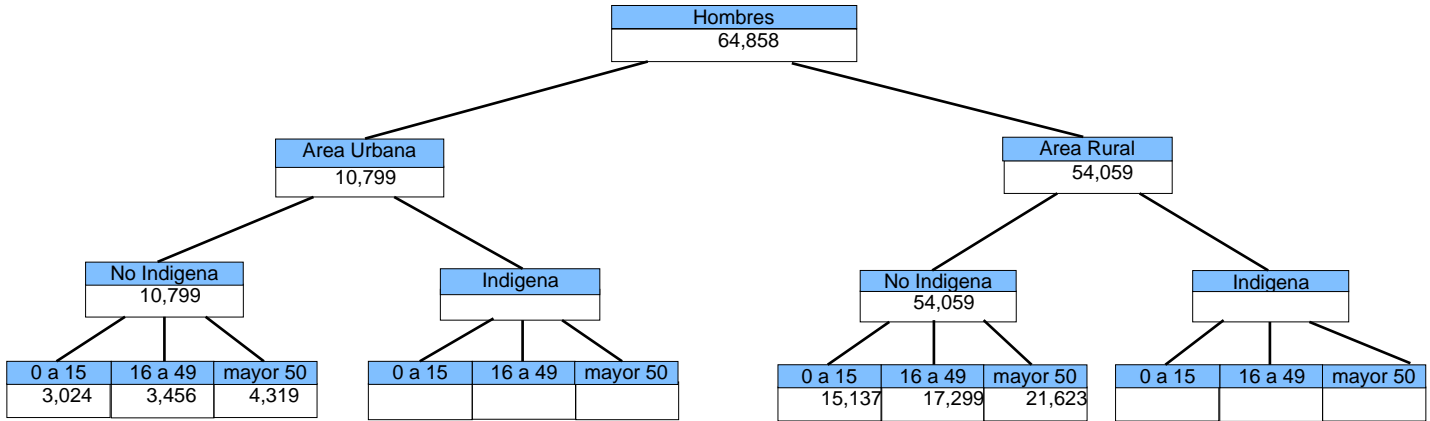 Hombres
64,858
Area Urbana
10,799
Area Rural
54,059
No Indigena
10,799
Indigena
No Indigena
54,059
Indigena
0 a 15 16 a 49 mayor 50
3,024 3,456 4,319
0 a 15 16 a 49 mayor 50
0 a 15 16 a 49 mayor 50
15,137 17,299 21,623
0 a 15 16 a 49 mayor 50